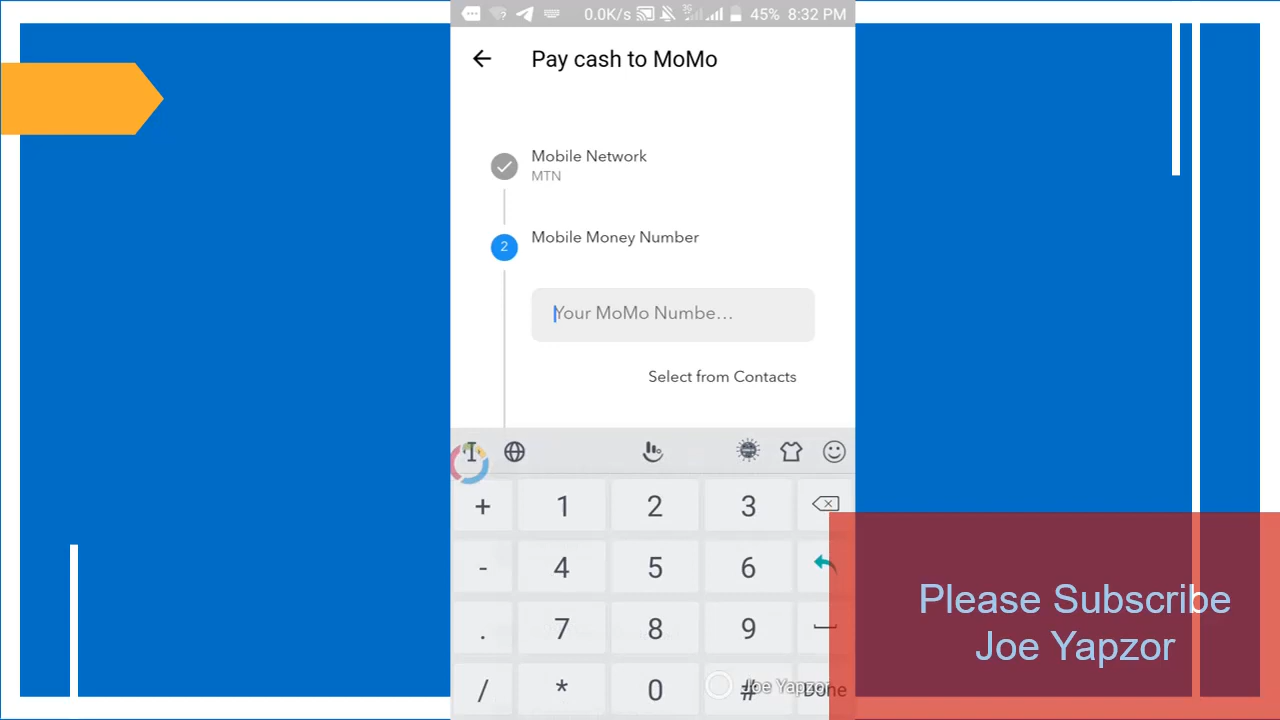 0.0K/s 45% 8:32 PM
Pay cash to MoMo
Mobile Network
MTN
2
Mobile Money Number
Your MoMo Numbe…
Select from Contacts
+ 1 2 3
- 4 5 6
. 7 8 9
/ * 0 # Done
Joe Yapzor
Please Subscribe
Joe Yapzor